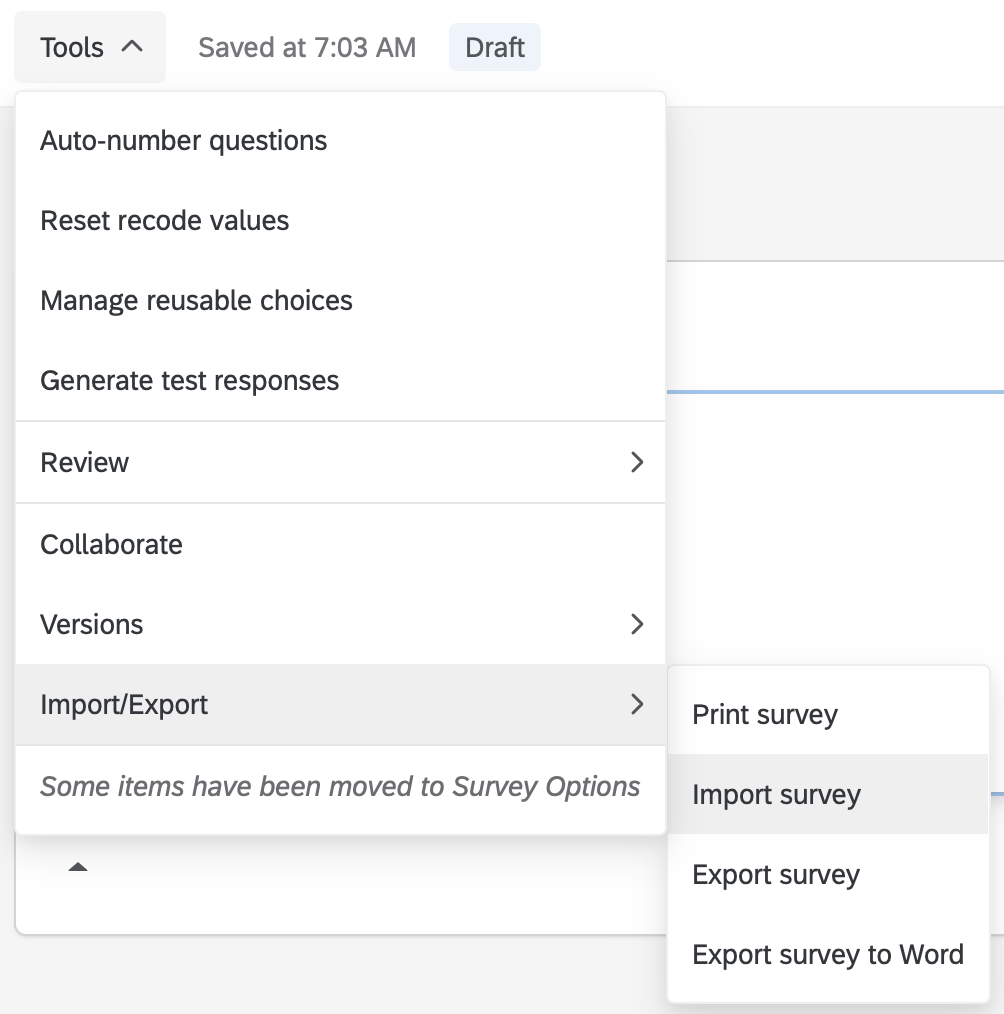 Tools
Saved at 7:03 AM
Draft
Auto-number questions
Reset recode values
Manage reusable choices
Generate test responses
Review
Collaborate
Versions
Import/Export
Some items have been moved to Survey Options
Print survey
Import survey
Export survey
Export survey to Word